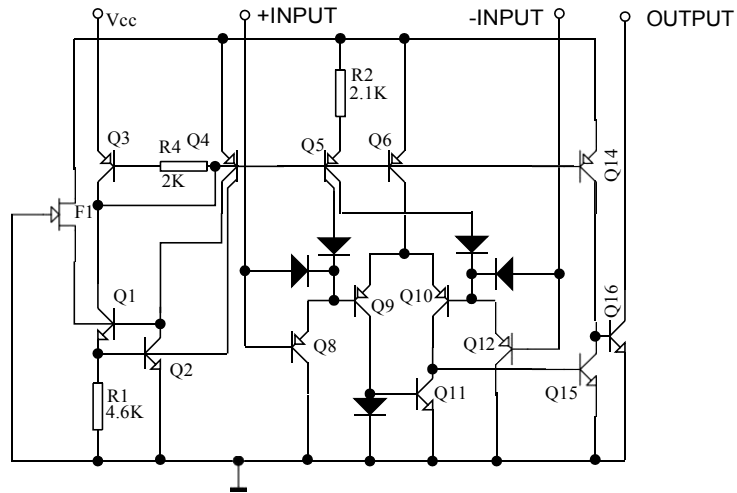 Vcc
+INPUT
-INPUT
OUTPUT
R2
2.1K
Q3
R4
Q4
Q5
Q6
2K
Q14
F1
Q1
Q9
Q10
Q16
Q2
Q8
Q12
R1
4.6K
Q11
Q15